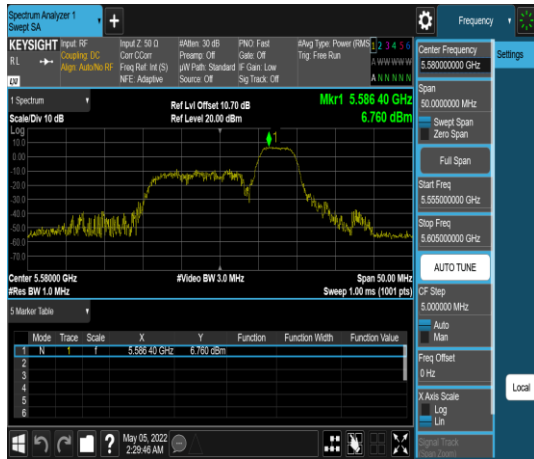 Spectrum Analyzer 1
Swept SA
+
Frequency
KEYSIGHT
RL
LXI
Input: RF
Coupling: DC
Align: Auto/No RF
Input Z: 50 Ω
Corr CCorr
Freq Ref: Int (S)
NFE: Adaptive
#Atten: 30 dB
Preamp: Off
µW Path: Standard
Source: Off
PNO: Fast
Gate: Off
IF Gain: Low
Sig Track: Off
#Avg Type: Power (RMS
Trig: Free Run
1 2 3 4 5 6
A WW WW W
A N N N N N
1 Spectrum
Scale/Div 10 dB
Ref Lvl Offset 10.70 dB
Ref Level 20.00 dBm
Mkr1 5.586 40 GHz
6.760 dBm
Log
1
10.0
0.00
-10.0
-20.0
-30.0
-40.0
-50.0
-60.0
-70.0
Center 5.58000 GHz
#Res BW 1.0 MHz
#Video BW 3.0 MHz
Span 50.00 MHz
Sweep 1.00 ms (1001 pts)
5 Marker Table
Mode Trace Scale X Y Function Function Width Function Value
1 N 1 f 5.586 40 GHz 6.760 dBm
2
3
4
5
6
?
May 05, 2022
2:29:46 AM
Center Frequency
5.580000000 GHz
Settings
Span
50.0000000 MHz
Swept Span
Zero Span
Full Span
Start Freq
5.555000000 GHz
Stop Freq
5.605000000 GHz
AUTO TUNE
CF Step
5.000000 MHz
Auto
Man
Freq Offset
0 Hz
X Axis Scale
Log
Lin
Local
Signal Track
(Span Zoom)